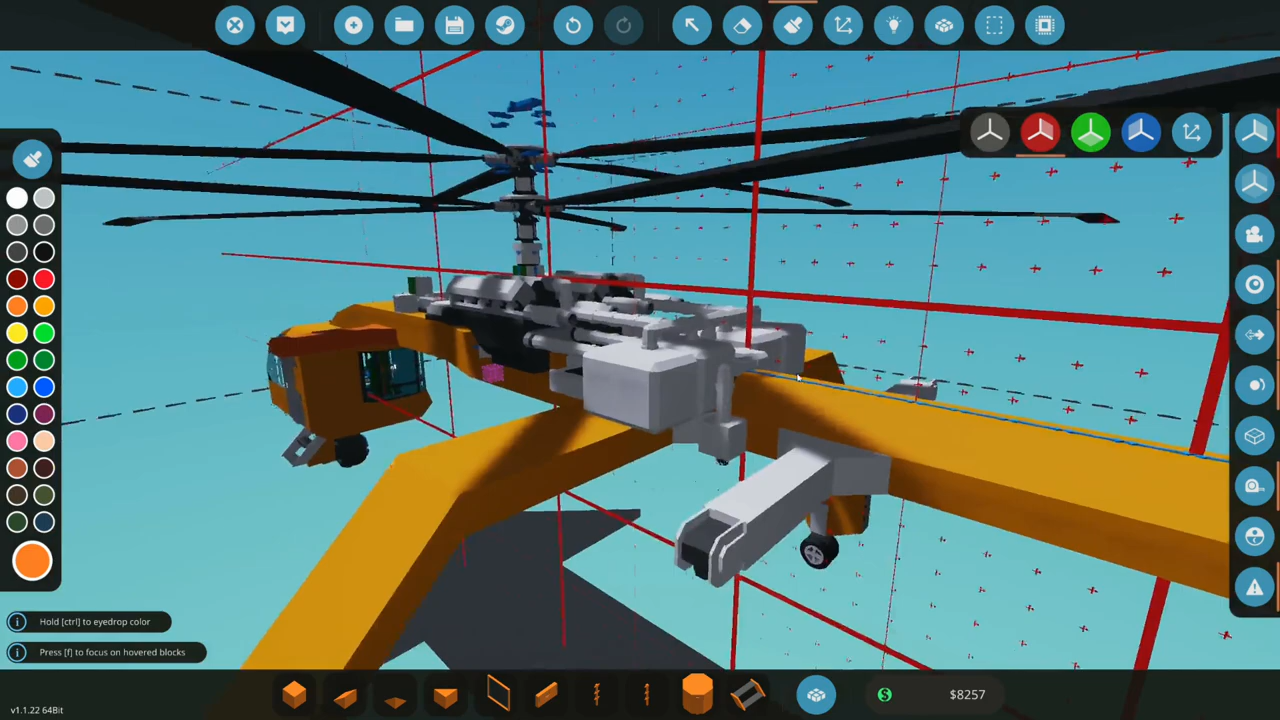 Hold [ctrl] to eyedrop color
Press [f] to focus on hovered blocks
$8257
v1.1.22 64Bit